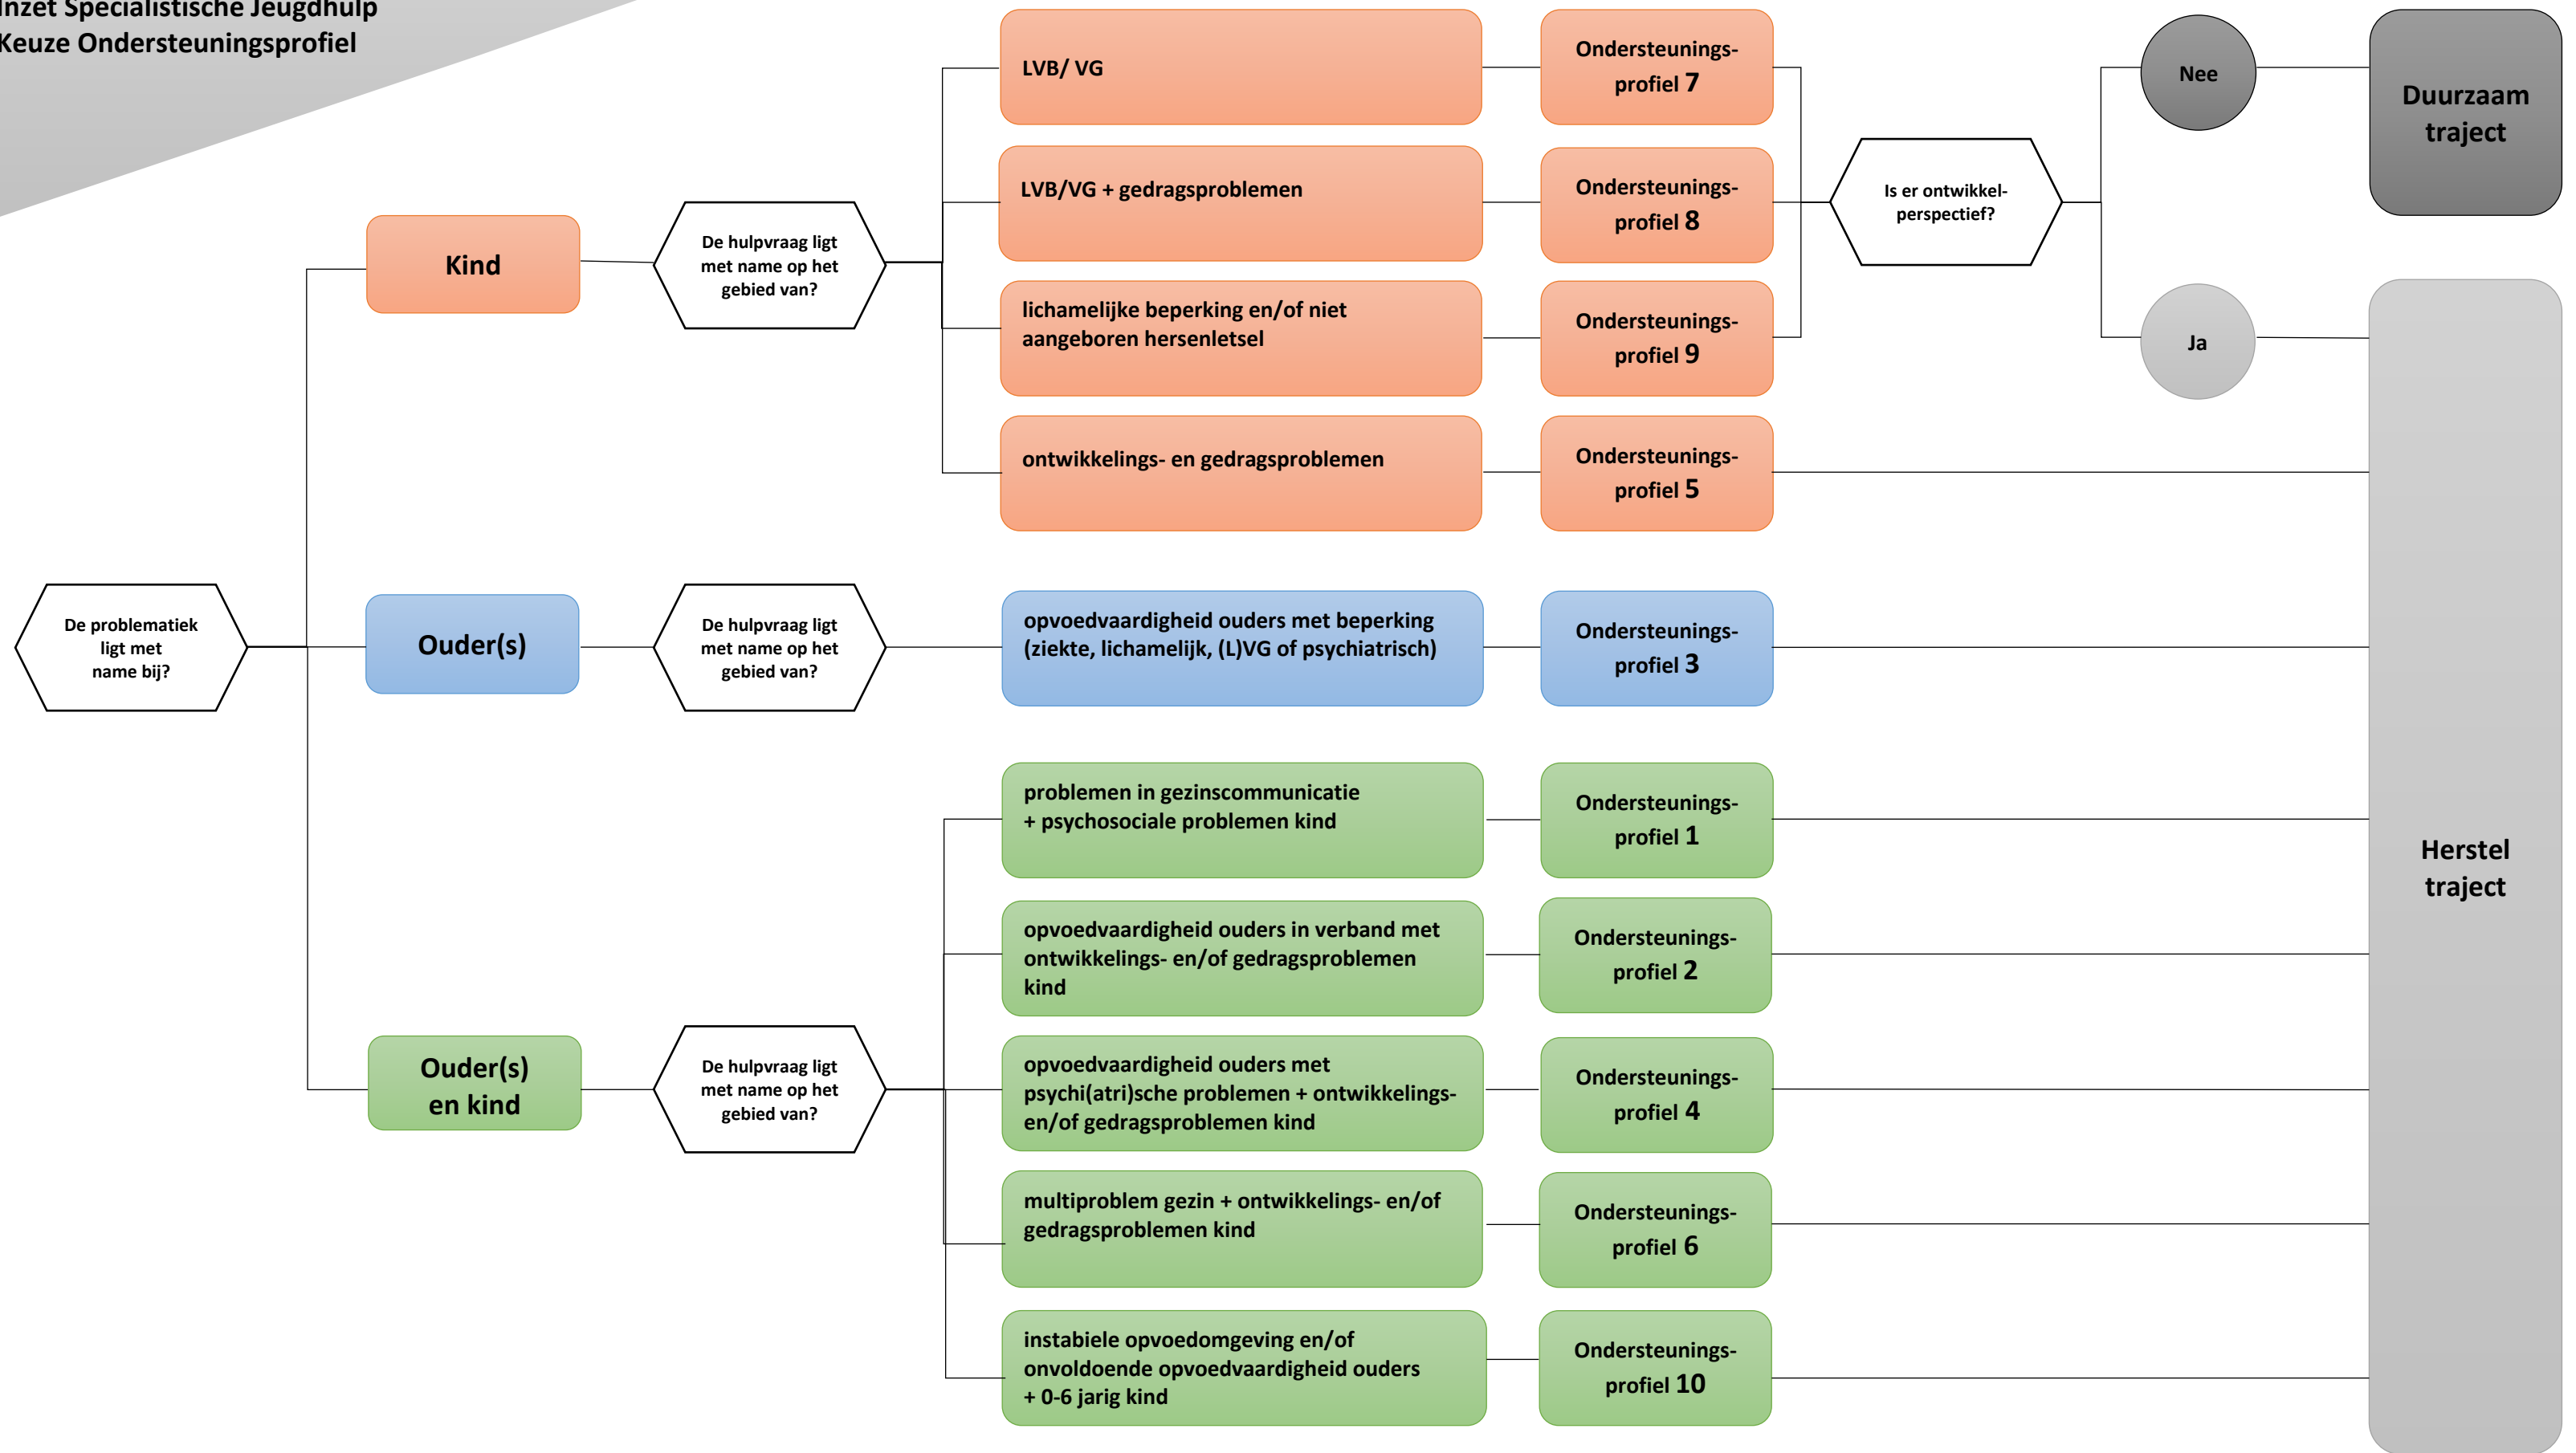 Inzet Specialistische Jeugdhulp
Keuze Ondersteuningsprofiel
De problematiek
ligt met
name bij?
Kind
De hulpvraag ligt
met name op het
gebied van?
LVB/ VG
Ondersteunings-
profiel 7
LVB/VG + gedragsproblemen
Ondersteunings-
profiel 8
lichamelijke beperking en/of niet
aangeboren hersenletsel
Ondersteunings-
profiel 9
ontwikkelings- en gedragsproblemen
Ondersteunings-
profiel 5
Is er ontwikkel-
perspectief?
Nee
Duurzaam
traject
Ja
Ouder(s)
De hulpvraag ligt
met name op het
gebied van?
opvoedvaardigheid ouders met beperking
(ziekte, lichamelijk, (L)VG of psychiatrisch)
Ondersteunings-
profiel 3
Ouder(s)
en kind
De hulpvraag ligt
met name op het
gebied van?
problemen in gezinscommunicatie
+ psychosociale problemen kind
Ondersteunings-
profiel 1
opvoedvaardigheid ouders in verband met
ontwikkelings- en/of gedragsproblemen
kind
Ondersteunings-
profiel 2
opvoedvaardigheid ouders met
psychi(atri)sche problemen + ontwikkelings-
en/of gedragsproblemen kind
Ondersteunings-
profiel 4
multiproblem gezin + ontwikkelings- en/of
gedragsproblemen kind
Ondersteunings-
profiel 6
instabiele opvoedomgeving en/of
onvoldoende opvoedvaardigheid ouders
+ 0-6 jarig kind
Ondersteunings-
profiel 10
Herstel
traject